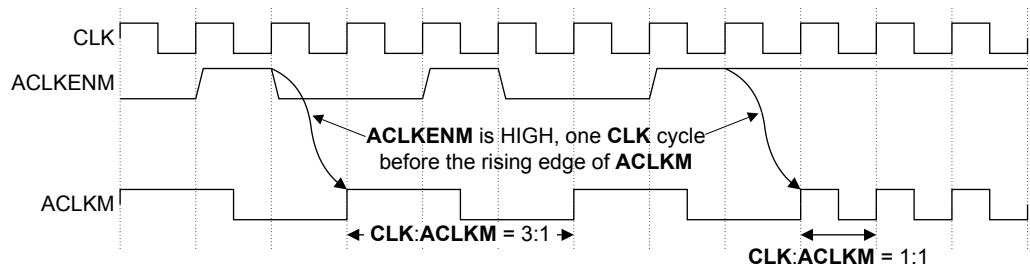 CLK
ACLKENM
ACLKENM is HIGH, one CLK cycle
before the rising edge of ACLKM
ACLKM
CLK:ACLKM = 3:1
CLK:ACLKM = 1:1